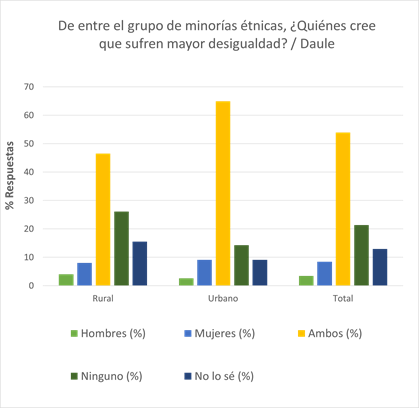 De entre el grupo de minorías étnicas, ¿Quiénes cree
que sufren mayor desigualdad? / Daule
% Respuestas
70
60
50
40
30
20
10
0
Rural Urbano Total
Hombres (%) Mujeres (%) Ambos (%)
Ninguno (%) No lo sé (%)